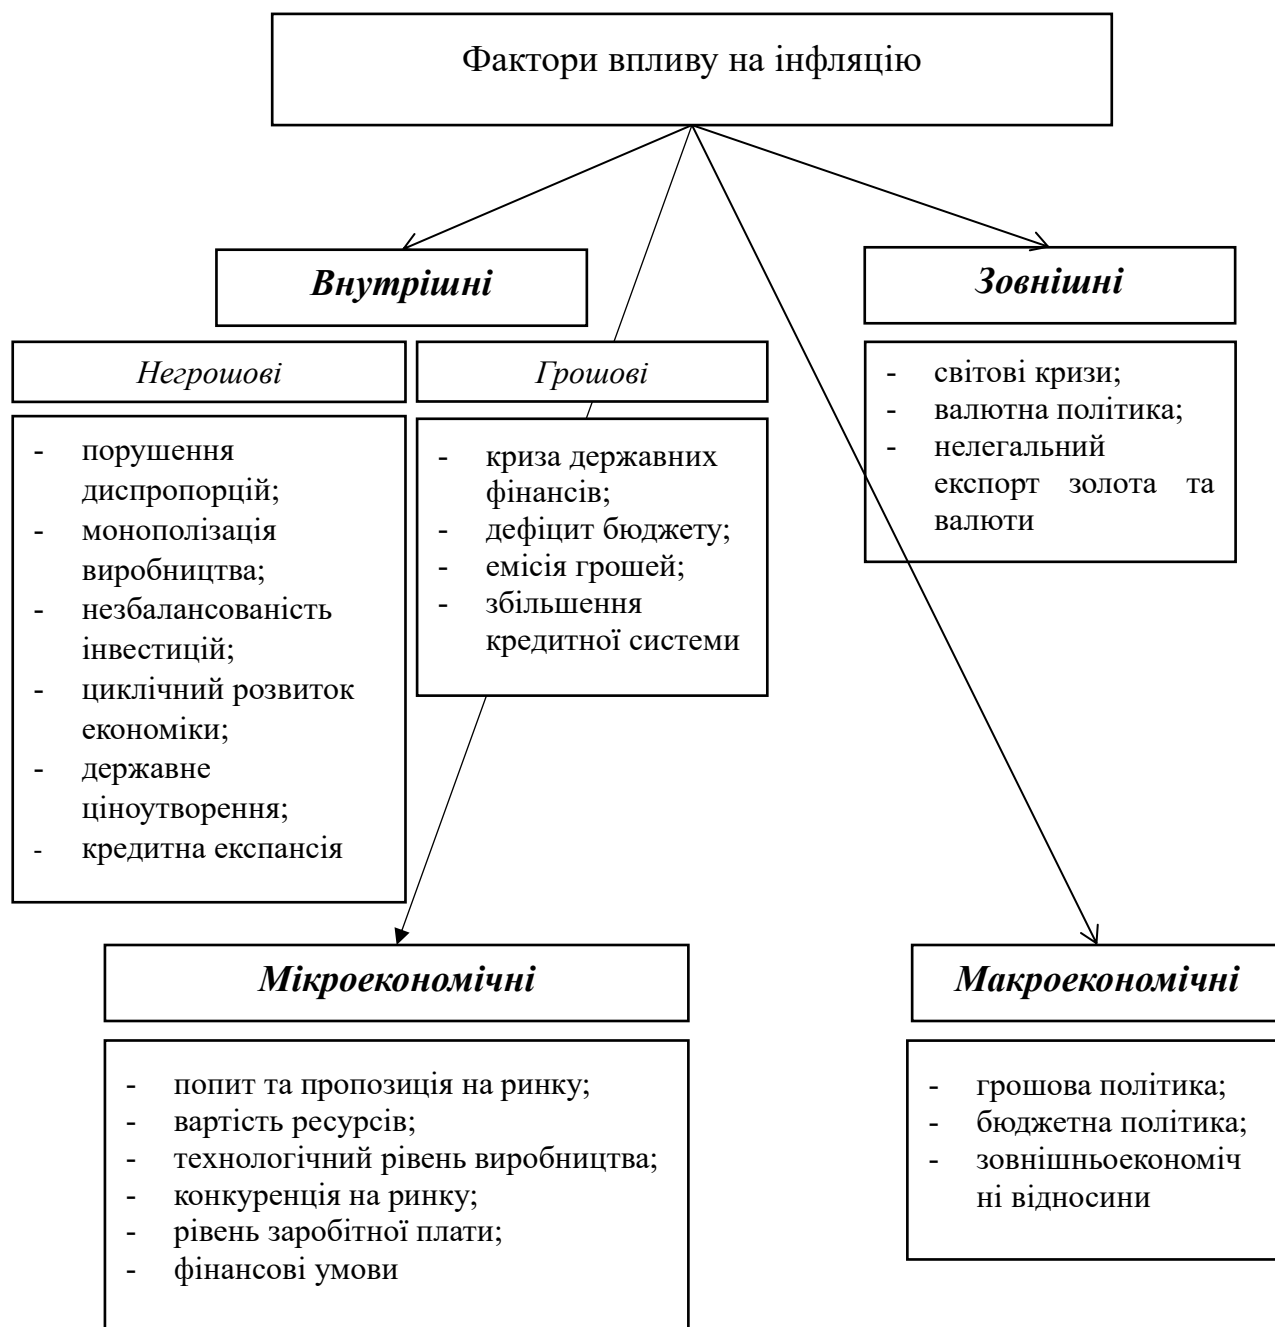 Фактори впливу на інфляцію
Внутрішні
Зовнішні
Негрошові
Грошові
- порушення
диспропорцій;
- монополізація
виробництва;
- незбалансованість
інвестицій;
- циклічний розвиток
економіки;
- державне
ціноутворення;
- кредитна експансія
- криза державних
фінансів;
- дефіцит бюджету;
- емісія грошей;
- збільшення
кредитної системи
- світові кризи;
- валютна політика;
- нелегальний
експорт золота та
валюти
Мікроекономічні
Макроекономічні
- попит та пропозиція на ринку;
- вартість ресурсів;
- технологічний рівень виробництва;
- конкуренція на ринку;
- рівень заробітної плати;
- фінансові умови
- грошова політика;
- бюджетна політика;
- зовнішньоекономіч
ні відносини